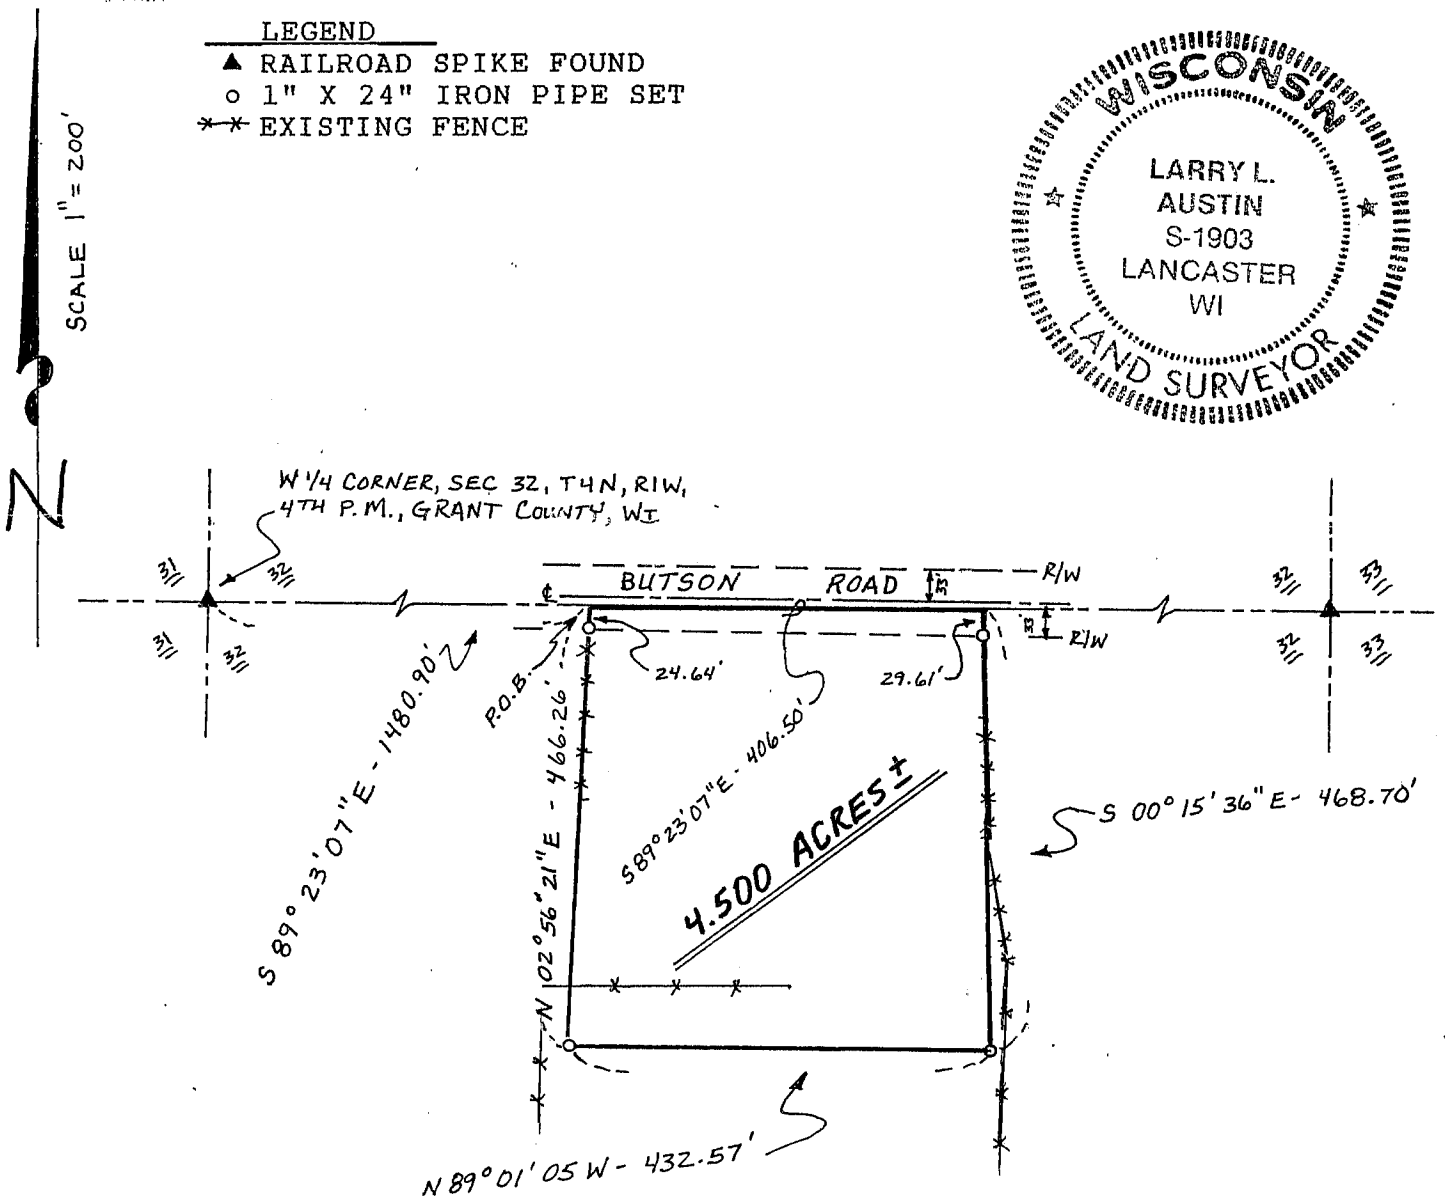 LEGEND
RAILROAD SPIKE FOUND
1" X 24" IRON PIPE SET
EXISTING FENCE
SCALE 1" = 200'
N
WISCONSIN
LARRY L.
AUSTIN
S-1903
LANCASTER
WI
LAND SURVEYOR
W 1/4 CORNER, SEC 32, T4N, R1W,
4TH P.M., GRANT COUNTY, WI
31
32
31
32
BUTSON ROAD
33'
R/W
33'
R/W
32
33
32
33
P.O.B.
24.64'
29.61'
S 89° 23' 07" E - 1480.90'
N 02° 56' 21" E - 466.26'
S 89° 23' 07" E - 406.50'
4.500 ACRES ±
S 00° 15' 36" E - 468.70'
N 89° 01' 05 W - 432.57'